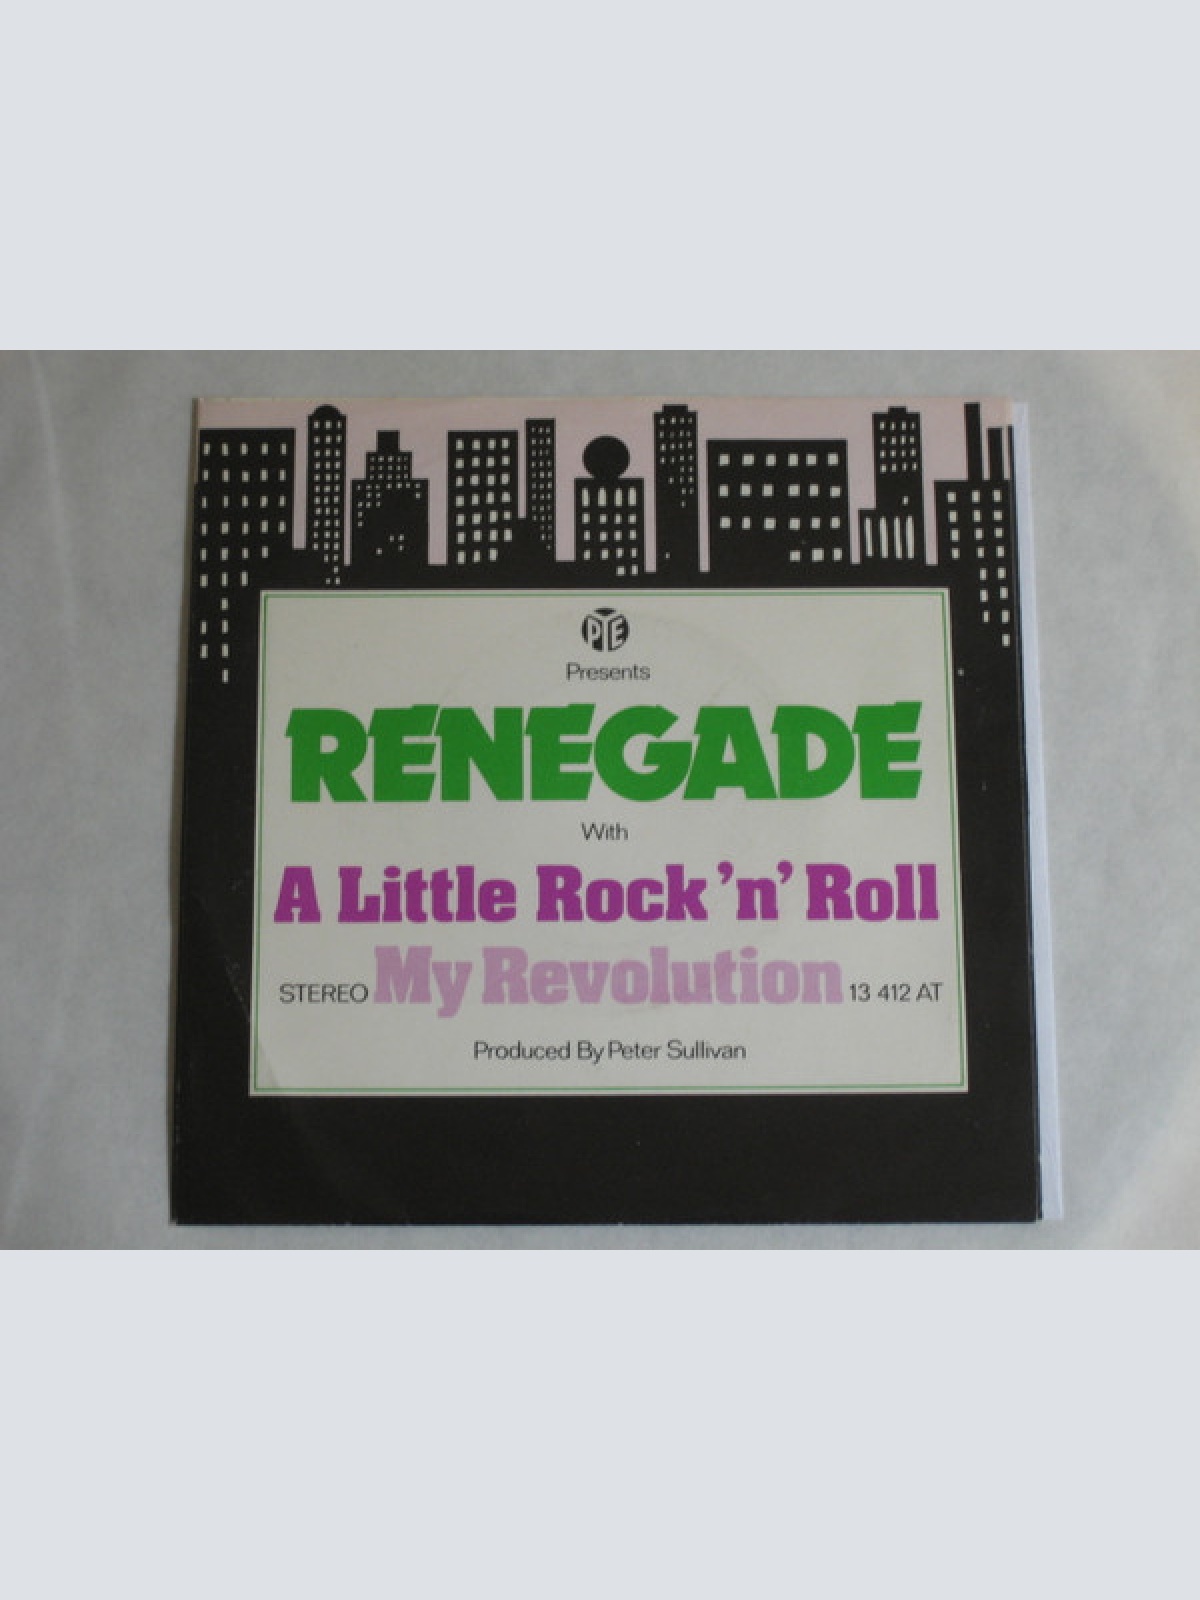 PYE
Presents
RENEGADE
With
A Little Rock 'n' Roll
STEREO My Revolution 13 412 AT
Produced By Peter Sullivan